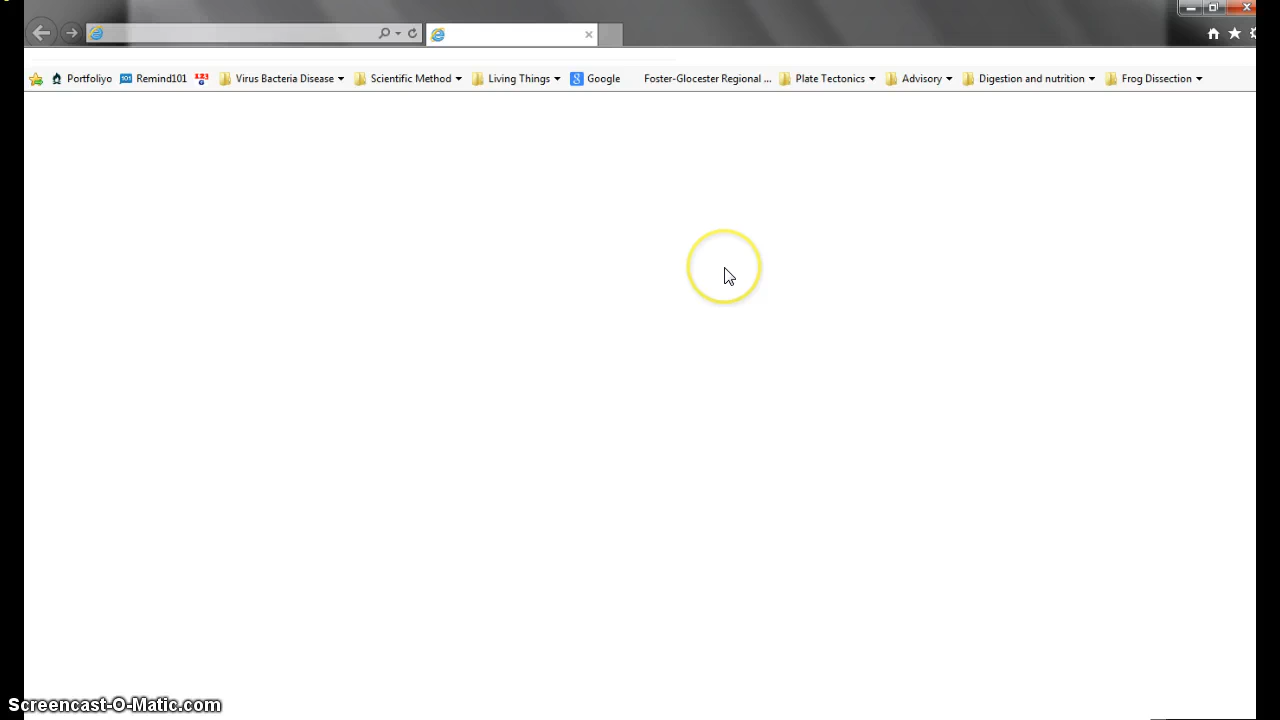 Portfoliyo Remind101 123 G Virus Bacteria Disease Scientific Method Living Things Google Foster-Glocester Regional ... Plate Tectonics Advisory Digestion and nutrition Frog Dissection
Screencast-O-Matic.com